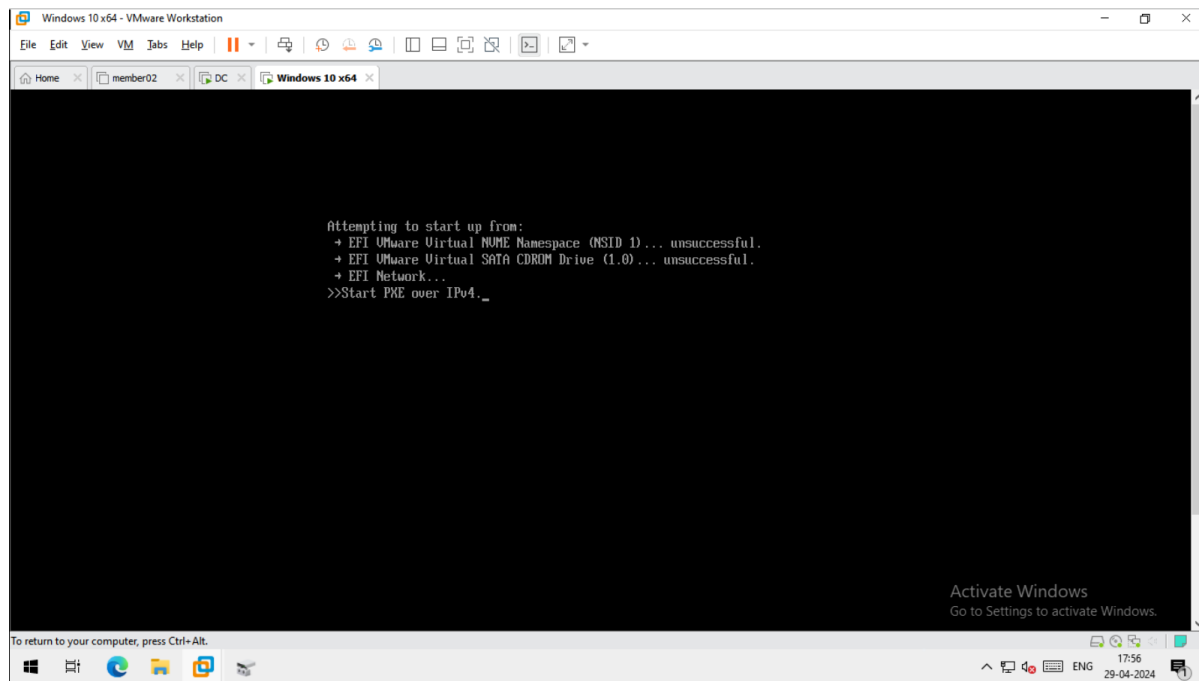 Windows 10 x64 - VMware Workstation
File Edit View VM Tabs Help
Home member02 DC Windows 10 x64
Attempting to start up from:
→ EFI VMware Virtual NVME Namespace (NSID 1)... unsuccessful.
→ EFI VMware Virtual SATA CDROM Drive (1.0)... unsuccessful.
→ EFI Network...
>>Start PXE over IPv4._
Activate Windows
Go to Settings to activate Windows.
To return to your computer, press Ctrl+Alt.
17:56
ENG
29-04-2024
1